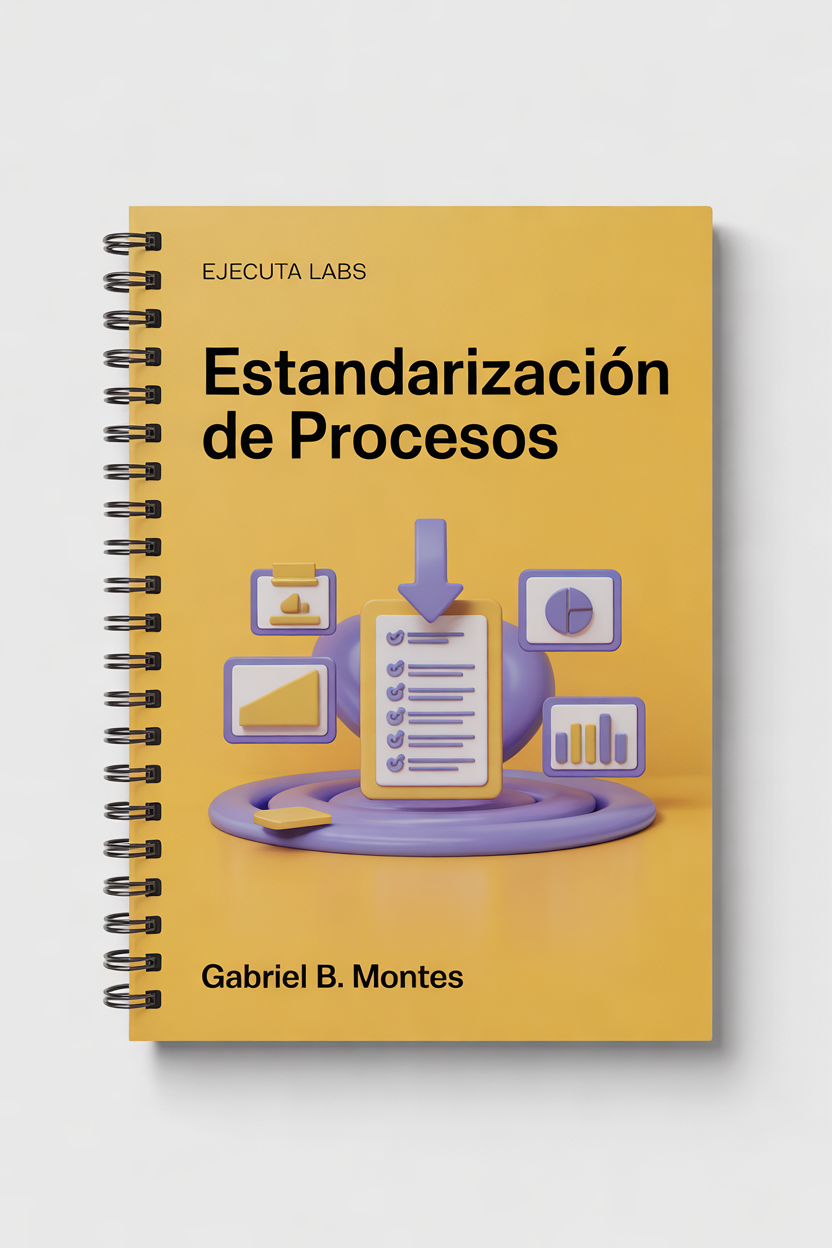 EJECUTA LABS
Estandarización
de Procesos
Gabriel B. Montes